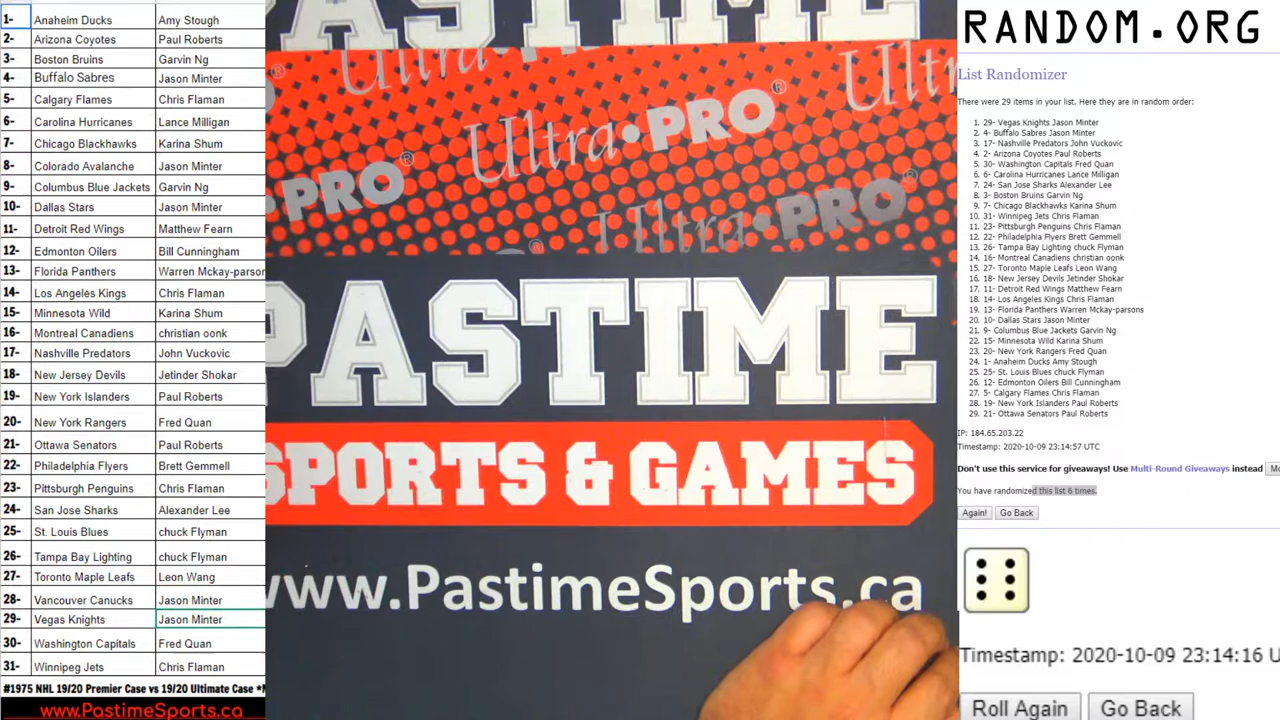 1- Anaheim Ducks Amy Stough
2- Arizona Coyotes Paul Roberts
3- Boston Bruins Garvin Ng
4- Buffalo Sabres Jason Minter
5- Calgary Flames Chris Flaman
6- Carolina Hurricanes Lance Milligan
7- Chicago Blackhawks Karina Shum
8- Colorado Avalanche Jason Minter
9- Columbus Blue Jackets Garvin Ng
10- Dallas Stars Jason Minter
11- Detroit Red Wings Matthew Fearn
12- Edmonton Oilers Bill Cunningham
13- Florida Panthers Warren Mckay-parson
14- Los Angeles Kings Chris Flaman
15- Minnesota Wild Karina Shum
16- Montreal Canadiens christian oonk
17- Nashville Predators John Vuckovic
18- New Jersey Devils Jetinder Shokar
19- New York Islanders Paul Roberts
20- New York Rangers Fred Quan
21- Ottawa Senators Paul Roberts
22- Philadelphia Flyers Brett Gemmell
23- Pittsburgh Penguins Chris Flaman
24- San Jose Sharks Alexander Lee
25- St. Louis Blues chuck Flyman
26- Tampa Bay Lighting chuck Flyman
27- Toronto Maple Leafs Leon Wang
28- Vancouver Canucks Jason Minter
29- Vegas Knights Jason Minter
30- Washington Capitals Fred Quan
31- Winnipeg Jets Chris Flaman
#1975 NHL 19/20 Premier Case vs 19/20 Ultimate Case
www.PastimeSports.ca
PASTIME
Ultra Ultra
Ultra•PRO®
PRO®
Ultra•PRO®
PASTIME
SPORTS & GAMES
www.PastimeSports.ca
RANDOM.ORG
List Randomizer
There were 29 items in your list. Here they are in random order:
1. 29- Vegas Knights Jason Minter
2. 4- Buffalo Sabres Jason Minter
3. 17- Nashville Predators John Vuckovic
4. 2- Arizona Coyotes Paul Roberts
5. 30- Washington Capitals Fred Quan
6. 6- Carolina Hurricanes Lance Milligan
7. 24- San Jose Sharks Alexander Lee
8. 3- Boston Bruins Garvin Ng
9. 7- Chicago Blackhawks Karina Shum
10. 31- Winnipeg Jets Chris Flaman
11. 23- Pittsburgh Penguins Chris Flaman
12. 22- Philadelphia Flyers Brett Gemmell
13. 26- Tampa Bay Lighting chuck Flyman
14. 16- Montreal Canadiens christian oonk
15. 27- Toronto Maple Leafs Leon Wang
16. 18- New Jersey Devils Jetinder Shokar
17. 11- Detroit Red Wings Matthew Fearn
18. 14- Los Angeles Kings Chris Flaman
19. 13- Florida Panthers Warren Mckay-parsons
20. 10- Dallas Stars Jason Minter
21. 9- Columbus Blue Jackets Garvin Ng
22. 15- Minnesota Wild Karina Shum
23. 20- New York Rangers Fred Quan
24. 1- Anaheim Ducks Amy Stough
25. 25- St. Louis Blues chuck Flyman
26. 12- Edmonton Oilers Bill Cunningham
27. 5- Calgary Flames Chris Flaman
28. 19- New York Islanders Paul Roberts
29. 21- Ottawa Senators Paul Roberts
IP: 184.65.203.22
Timestamp: 2020-10-09 23:14:57 UTC
Don't use this service for giveaways! Use Multi-Round Giveaways instead
You have randomized this list 6 times.
Again! Go Back
Timestamp: 2020-10-09 23:14:16 U
Roll Again Go Back